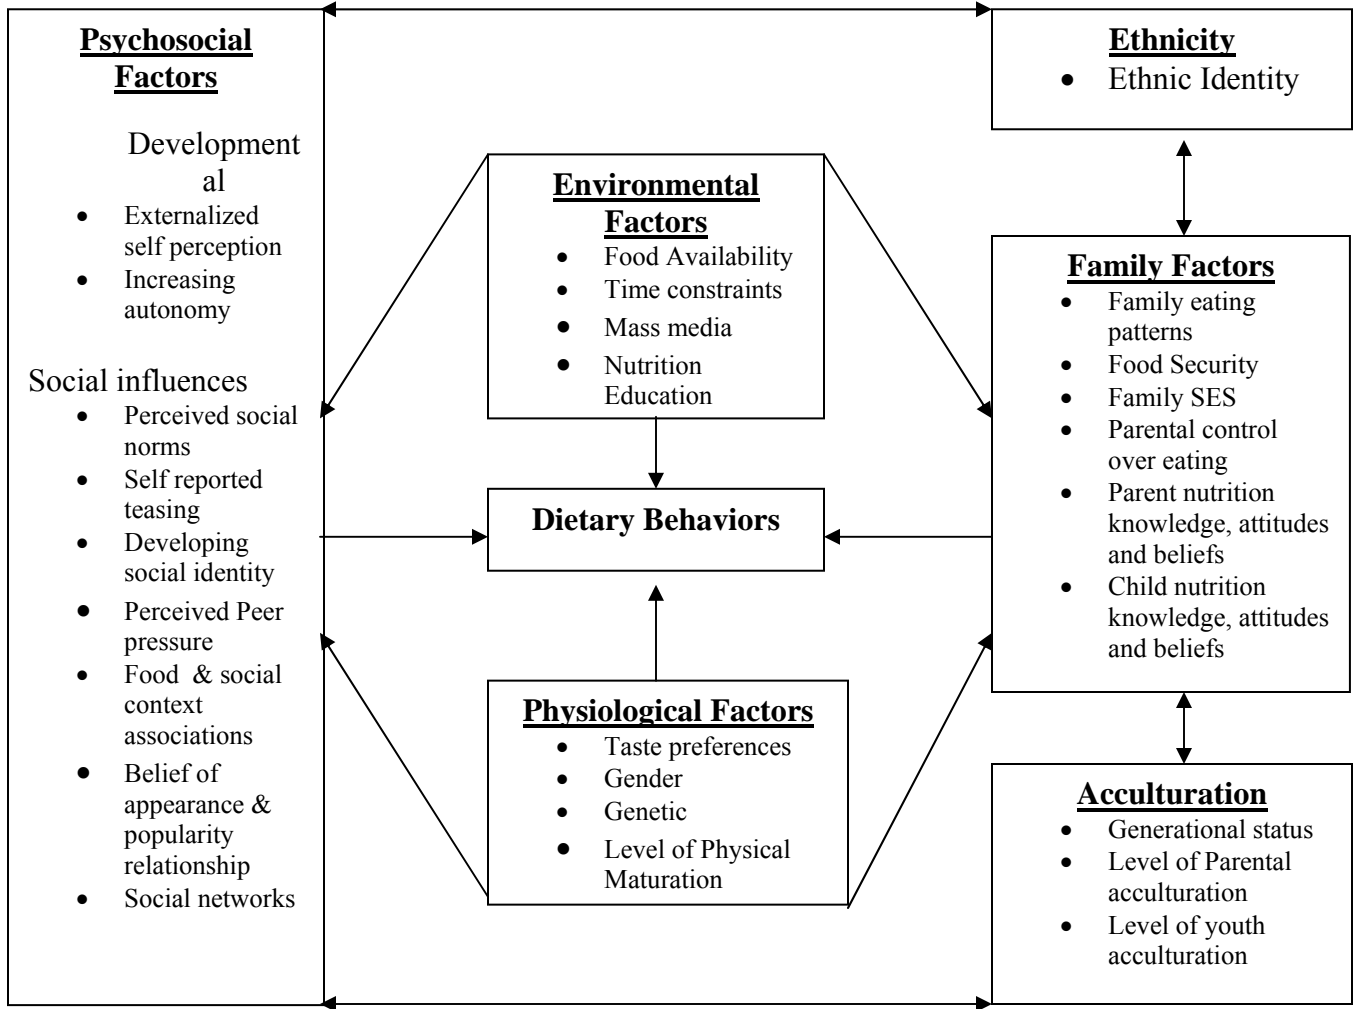 Psychosocial
Factors
Development
al
• Externalized
self perception
• Increasing
autonomy
Social influences
• Perceived social
norms
• Self reported
teasing
• Developing
social identity
• Perceived Peer
pressure
• Food & social
context
associations
• Belief of
appearance &
popularity
relationship
• Social networks
Environmental
Factors
• Food Availability
• Time constraints
• Mass media
• Nutrition
Education
Dietary Behaviors
Physiological Factors
• Taste preferences
• Gender
• Genetic
• Level of Physical
Maturation
Ethnicity
• Ethnic Identity
Family Factors
• Family eating
patterns
• Food Security
• Family SES
• Parental control
over eating
• Parent nutrition
knowledge, attitudes
and beliefs
• Child nutrition
knowledge, attitudes
and beliefs
Acculturation
• Generational status
• Level of Parental
acculturation
• Level of youth
acculturation